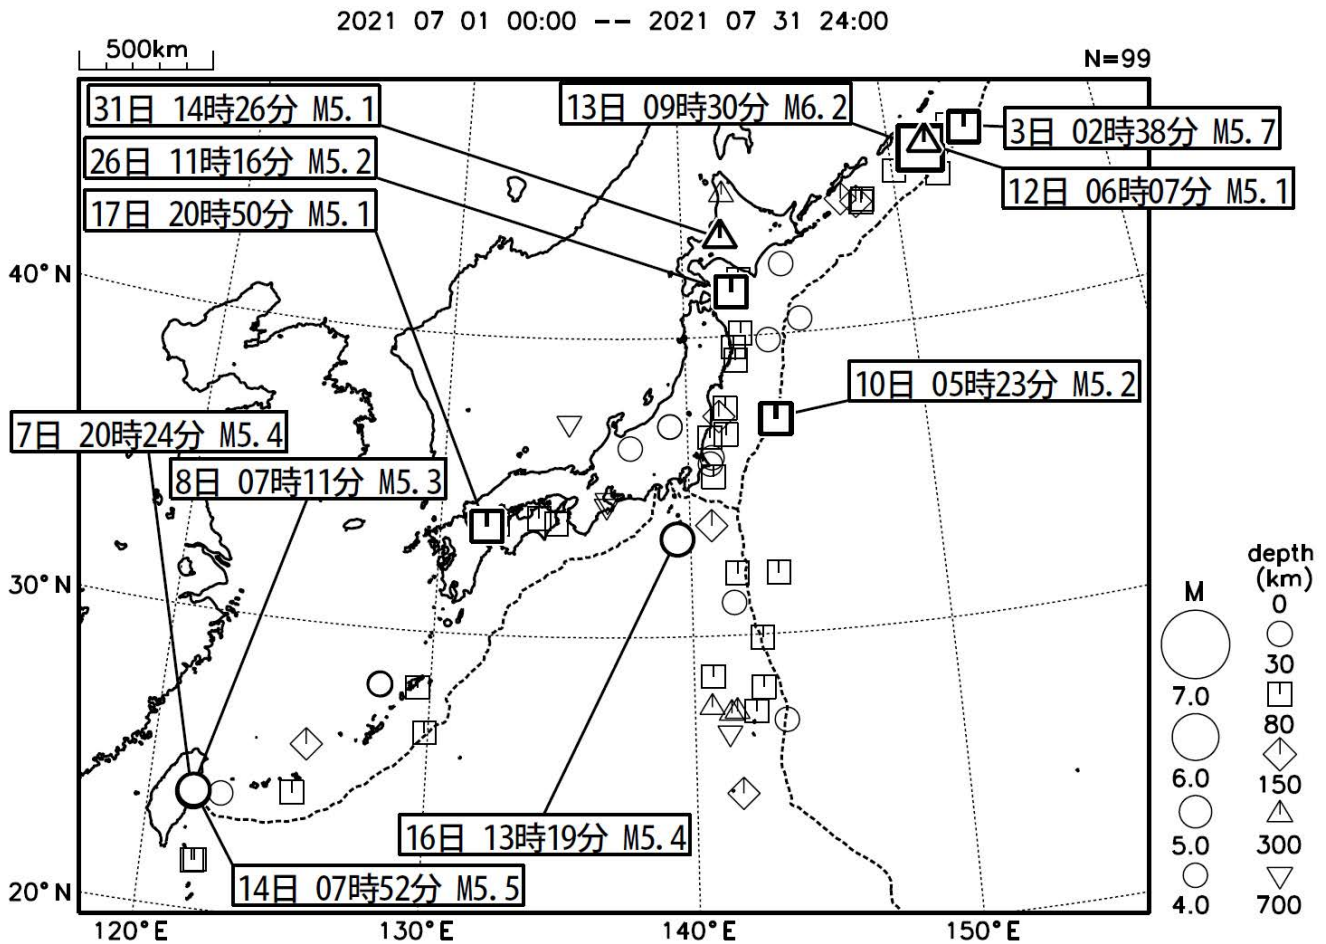 2021 07 01 00:00 -- 2021 07 31 24:00
500km
N=99
31日 14時26分 M5.1
13日 09時30分 M6.2
3日 02時38分 M5.7
26日 11時16分 M5.2
12日 06時07分 M5.1
17日 20時50分 M5.1
40°N
10日 05時23分 M5.2
7日 20時24分 M5.4
8日 07時11分 M5.3
30°N
16日 13時19分 M5.4
14日 07時52分 M5.5
20°N
120°E
130°E
140°E
150°E
M
7.0
6.0
5.0
4.0
depth
(km)
0
30
80
150
300
700